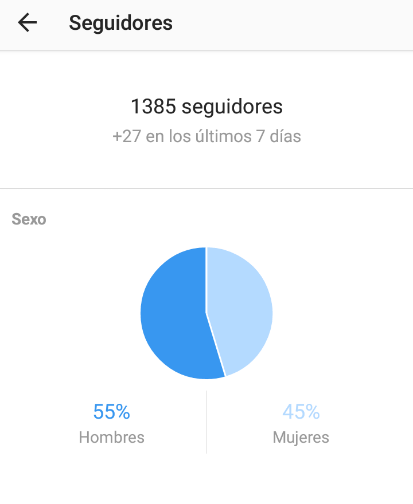 Seguidores
1385 seguidores
+27 en los últimos 7 días
Sexo
55%
Hombres
45%
Mujeres